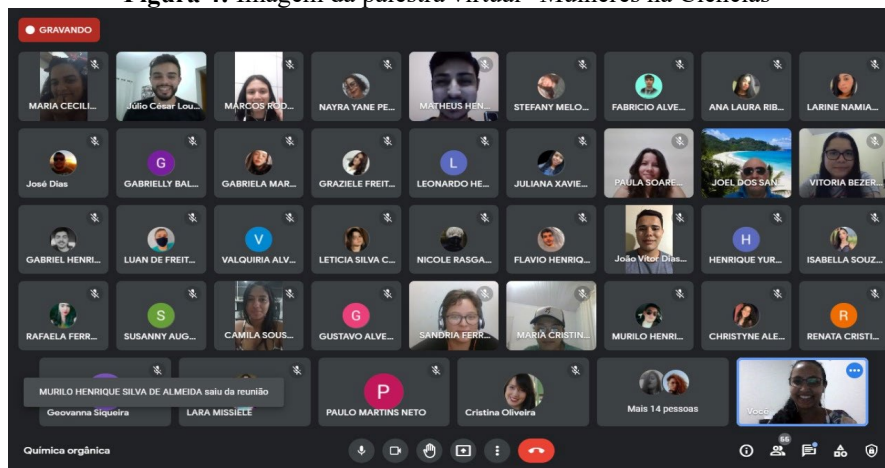 Figura 4: Imagem da palestra virtual "Mulheres na Ciências"
GRAVANDO
MARIA CECILI...
Júlio César Lou...
MARCOS ROD...
NAYRA YANE PE...
MATHEUS HEN...
STEFANY MELO...
FABRICIO ALVE...
ANA LAURA RIB...
LARINE NAMIA...
José Dias
G
GABRIELLY BAL...
GABRIELA MAR...
GRAZIELE FREIT...
L
LEONARDO HE...
JULIANA XAVIE...
PAULA SOARE...
JOEL DOS SAN...
VITORIA BEZER...
GABRIEL HENRI...
LUAN DE FREIT...
V
VALQUIRIA ALV...
LETICIA SILVA C...
NICOLE RASGA...
FLAVIO HENRIQ...
João Vitor Dias...
H
HENRIQUE YUR...
ISABELLA SOUZ...
RAFAELA FERR...
S
SUSANNY AUG...
CAMILA SOUS...
G
GUSTAVO ALVE...
SANDRIA FERR...
MARIA CRISTIN...
MURILO HENRI...
CHRISTYNE ALE...
R
RENATA CRISTI...
MURILO HENRIQUE SILVA DE ALMEIDA saiu da reunião
Geovanna Siqueira
LARA MISSIELE
P
PAULO MARTINS NETO
Cristina Oliveira
Mais 14 pessoas
Você
Química orgânica
55